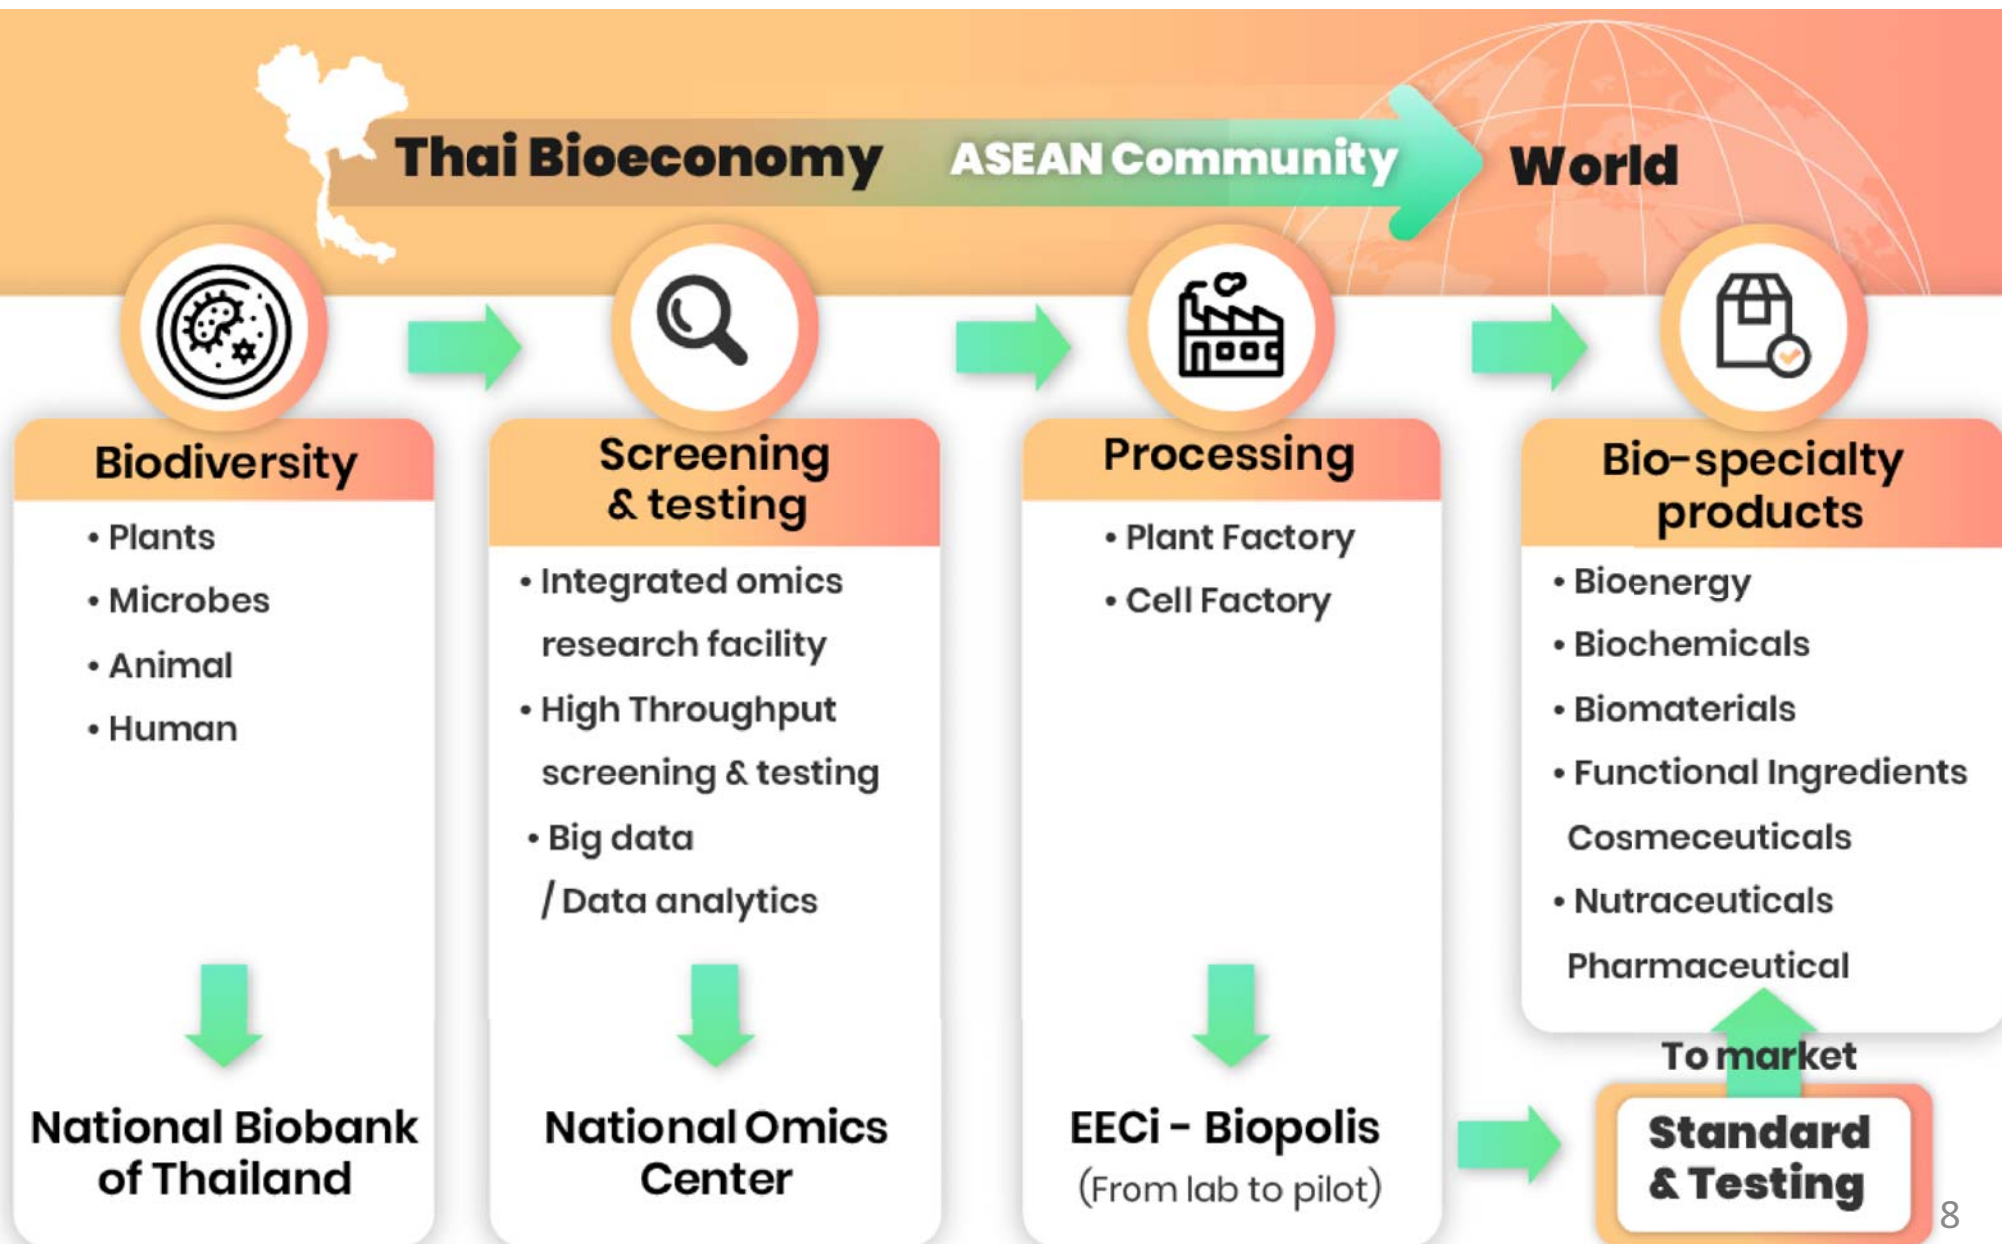 Thai Bioeconomy ASEAN Community World
Biodiversity
• Plants
• Microbes
• Animal
• Human
National Biobank
of Thailand
Screening
& testing
• Integrated omics
research facility
• High Throughput
screening & testing
• Big data
/ Data analytics
National Omics
Center
Processing
• Plant Factory
• Cell Factory
EECi - Biopolis
(From lab to pilot)
Bio-specialty
products
• Bioenergy
• Biochemicals
• Biomaterials
• Functional Ingredients
Cosmeceuticals
• Nutraceuticals
Pharmaceutical
To market
Standard
& Testing
8